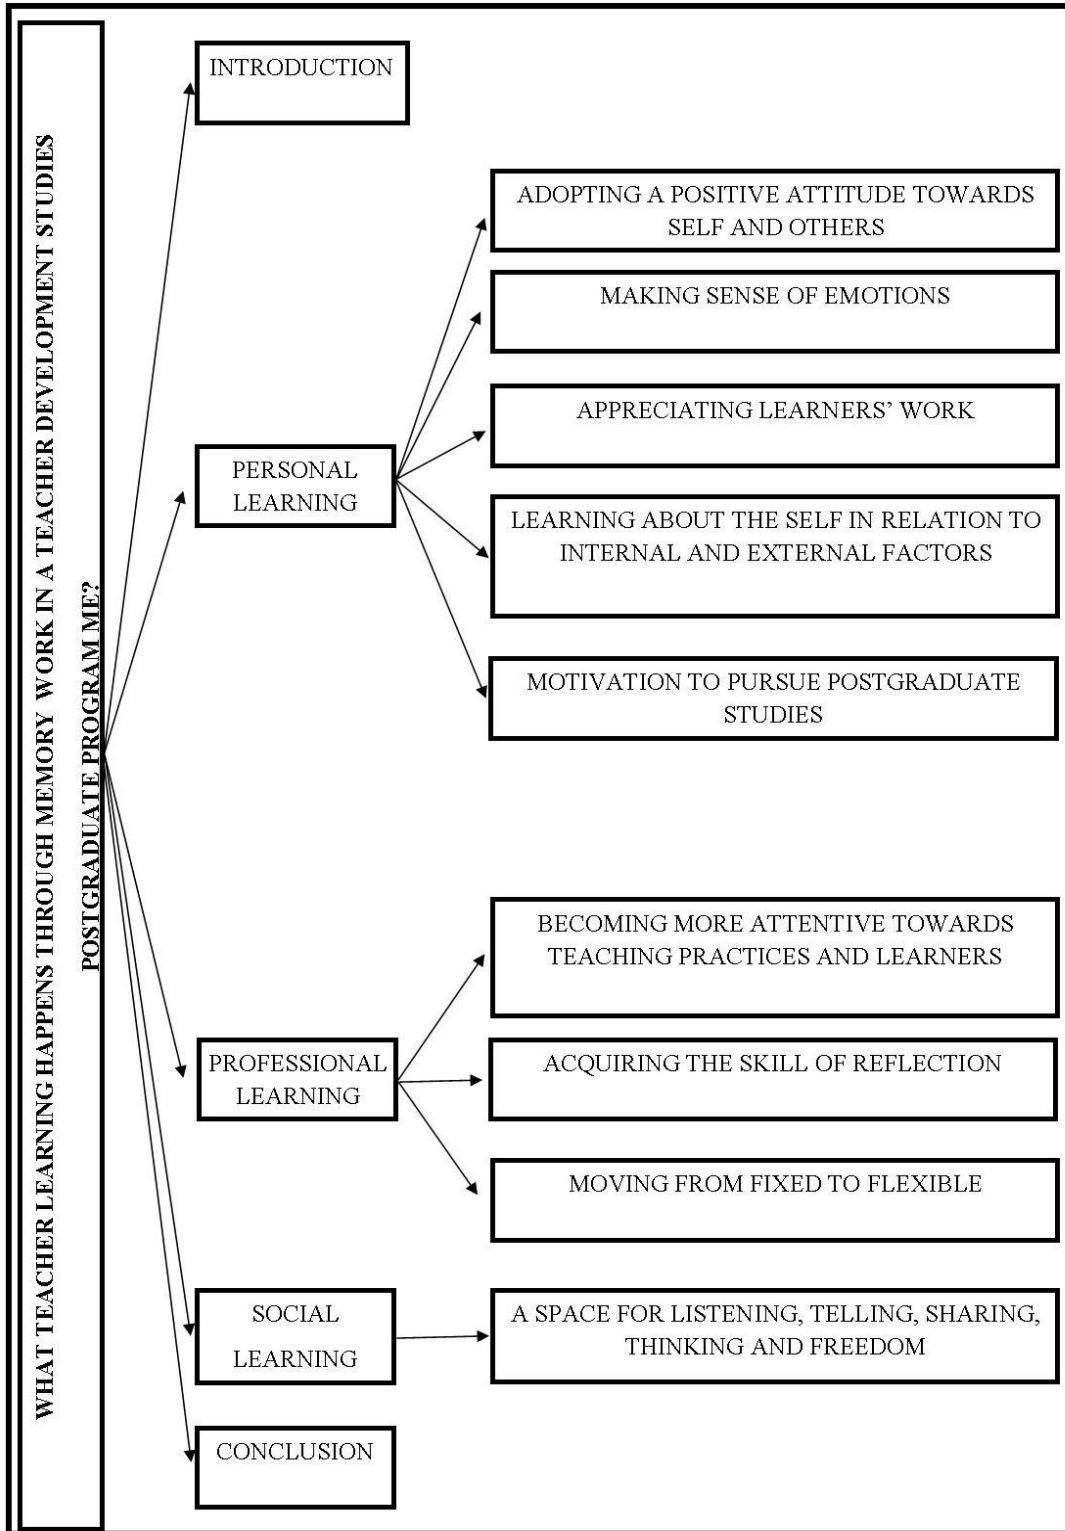 WHAT TEACHER LEARNING HAPPENS THROUGH MEMORY WORK IN A TEACHER DEVELOPMENT STUDIES
POSTGRADUATE PROGRAMME?
INTRODUCTION
PERSONAL
LEARNING
ADOPTING A POSITIVE ATTITUDE TOWARDS
SELF AND OTHERS
MAKING SENSE OF EMOTIONS
APPRECIATING LEARNERS’ WORK
LEARNING ABOUT THE SELF IN RELATION TO
INTERNAL AND EXTERNAL FACTORS
MOTIVATION TO PURSUE POSTGRADUATE
STUDIES
PROFESSIONAL
LEARNING
BECOMING MORE ATTENTIVE TOWARDS
TEACHING PRACTICES AND LEARNERS
ACQUIRING THE SKILL OF REFLECTION
MOVING FROM FIXED TO FLEXIBLE
SOCIAL
LEARNING
A SPACE FOR LISTENING, TELLING, SHARING,
THINKING AND FREEDOM
CONCLUSION